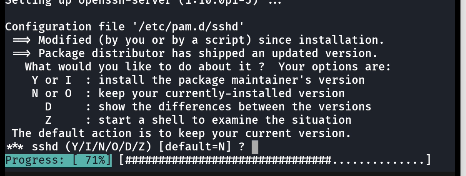 Setting up openssh-server (1:10.0p1-5) ...
Configuration file '/etc/pam.d/sshd'
==> Modified (by you or by a script) since installation.
==> Package distributor has shipped an updated version.
What would you like to do about it ?  Your options are:
Y or I  : install the package maintainer's version
N or O  : keep your currently-installed version
D     : show the differences between the versions
Z     : start a shell to examine the situation
The default action is to keep your current version.
*** sshd (Y/I/N/O/D/Z) [default=N] ?
Progress: [ 71%] [################################..............]